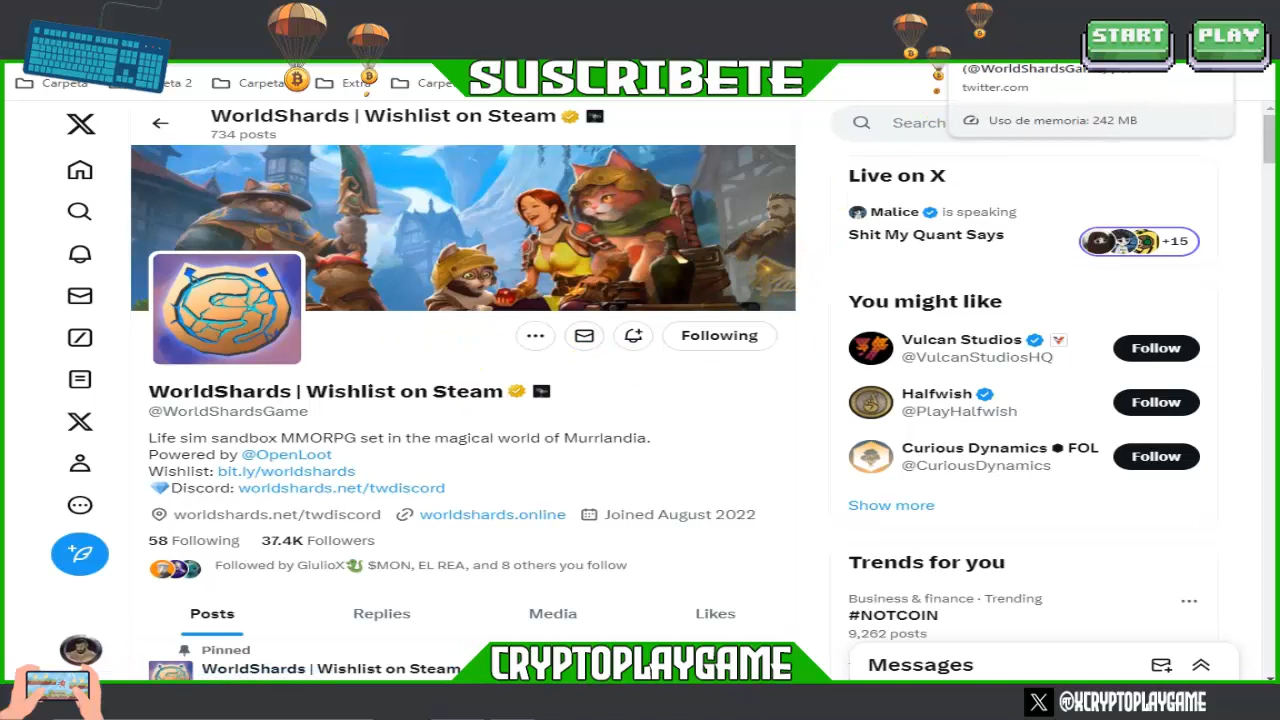 START
PLAY
SUSCRIBETE
Carpeta
a 2
Carpeta
Extra
Carpe
(@WorldShardsGa
twitter.com
Uso de memoria: 242 MB
WorldShards | Wishlist on Steam
734 posts
Search
Live on X
Malice is speaking
Shit My Quant Says
+15
Following
You might like
Vulcan Studios
@VulcanStudiosHQ
Follow
Halfwish
@PlayHalfwish
Follow
Curious Dynamics ⬢ FOL
@CuriousDynamics
Follow
Show more
WorldShards | Wishlist on Steam
@WorldShardsGame
Life sim sandbox MMORPG set in the magical world of Murrlandia.
Powered by @OpenLoot
Wishlist: bit.ly/worldshards
💎Discord: worldshards.net/twdiscord
worldshards.net/twdiscord worldshards.online Joined August 2022
58 Following 37.4K Followers
Followed by GiulioX🐉 $MON, EL REA, and 8 others you follow
Posts Replies Media Likes
Pinned
WorldShards | Wishlist on Steam
Trends for you
Business & finance · Trending
#NOTCOIN
9,262 posts
Messages
CRYPTOPLAYGAME
@XCRYPTOPLAYGAME